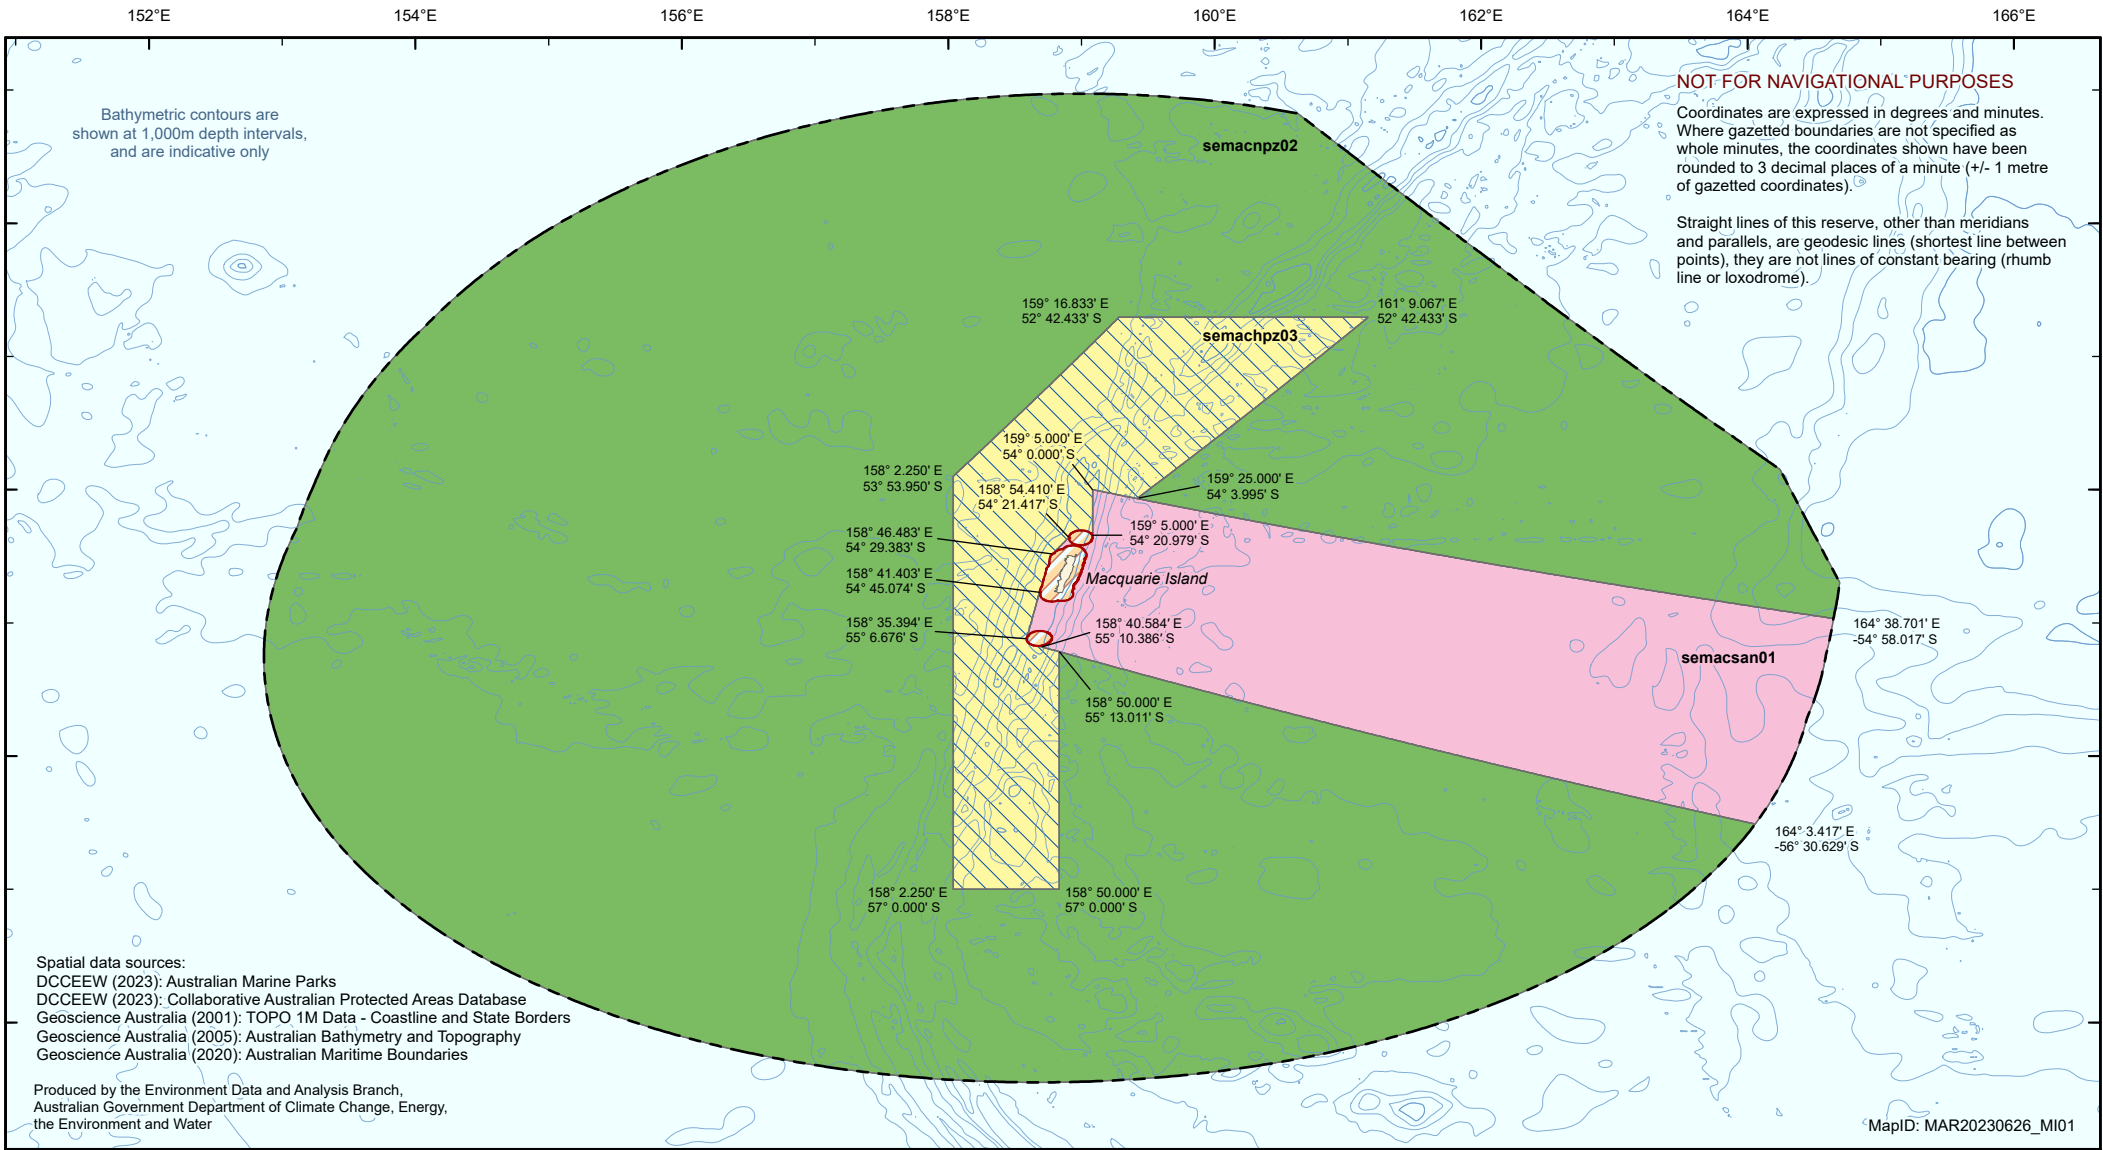 152°E
154°E
156°E
158°E
160°E
162°E
164°E
166°E
Bathymetric contours are
shown at 1,000m depth intervals,
and are indicative only
NOT FOR NAVIGATIONAL PURPOSES
Coordinates are expressed in degrees and minutes.
Where gazetted boundaries are not specified as
whole minutes, the coordinates shown have been
rounded to 3 decimal places of a minute (+/- 1 metre
of gazetted coordinates).
Straight lines of this reserve, other than meridians
and parallels, are geodesic lines (shortest line between
points), they are not lines of constant bearing (rhumb
line or loxodrome).
semacnpz02
159° 16.833' E
52° 42.433' S
161° 9.067' E
52° 42.433' S
semachpz03
159° 5.000' E
54° 0.000' S
158° 2.250' E
53° 53.950' S
158° 54.410' E
54° 21.417' S
159° 25.000' E
54° 3.995' S
158° 46.483' E
54° 29.383' S
159° 5.000' E
54° 20.979' S
158° 41.403' E
54° 45.074' S
Macquarie Island
158° 35.394' E
55° 6.676' S
158° 40.584' E
55° 10.386' S
164° 38.701' E
-54° 58.017' S
semacsan01
158° 50.000' E
55° 13.011' S
164° 3.417' E
-56° 30.629' S
158° 2.250' E
57° 0.000' S
158° 50.000' E
57° 0.000' S
Spatial data sources:
DCCEEW (2023): Australian Marine Parks
DCCEEW (2023): Collaborative Australian Protected Areas Database
Geoscience Australia (2001): TOPO 1M Data - Coastline and State Borders
Geoscience Australia (2005): Australian Bathymetry and Topography
Geoscience Australia (2020): Australian Maritime Boundaries
Produced by the Environment Data and Analysis Branch,
Australian Government Department of Climate Change, Energy,
the Environment and Water
MapID: MAR20230626_MI01